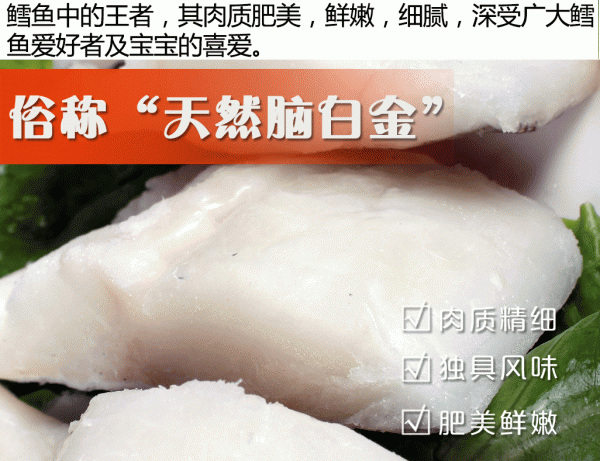 鳕鱼中的王者，其肉质肥美，鲜嫩，细腻，深受广大鳕
鱼爱好者及宝宝的喜爱。
俗称“天然脑白金”
肉质精细
独具风味
肥美鲜嫩